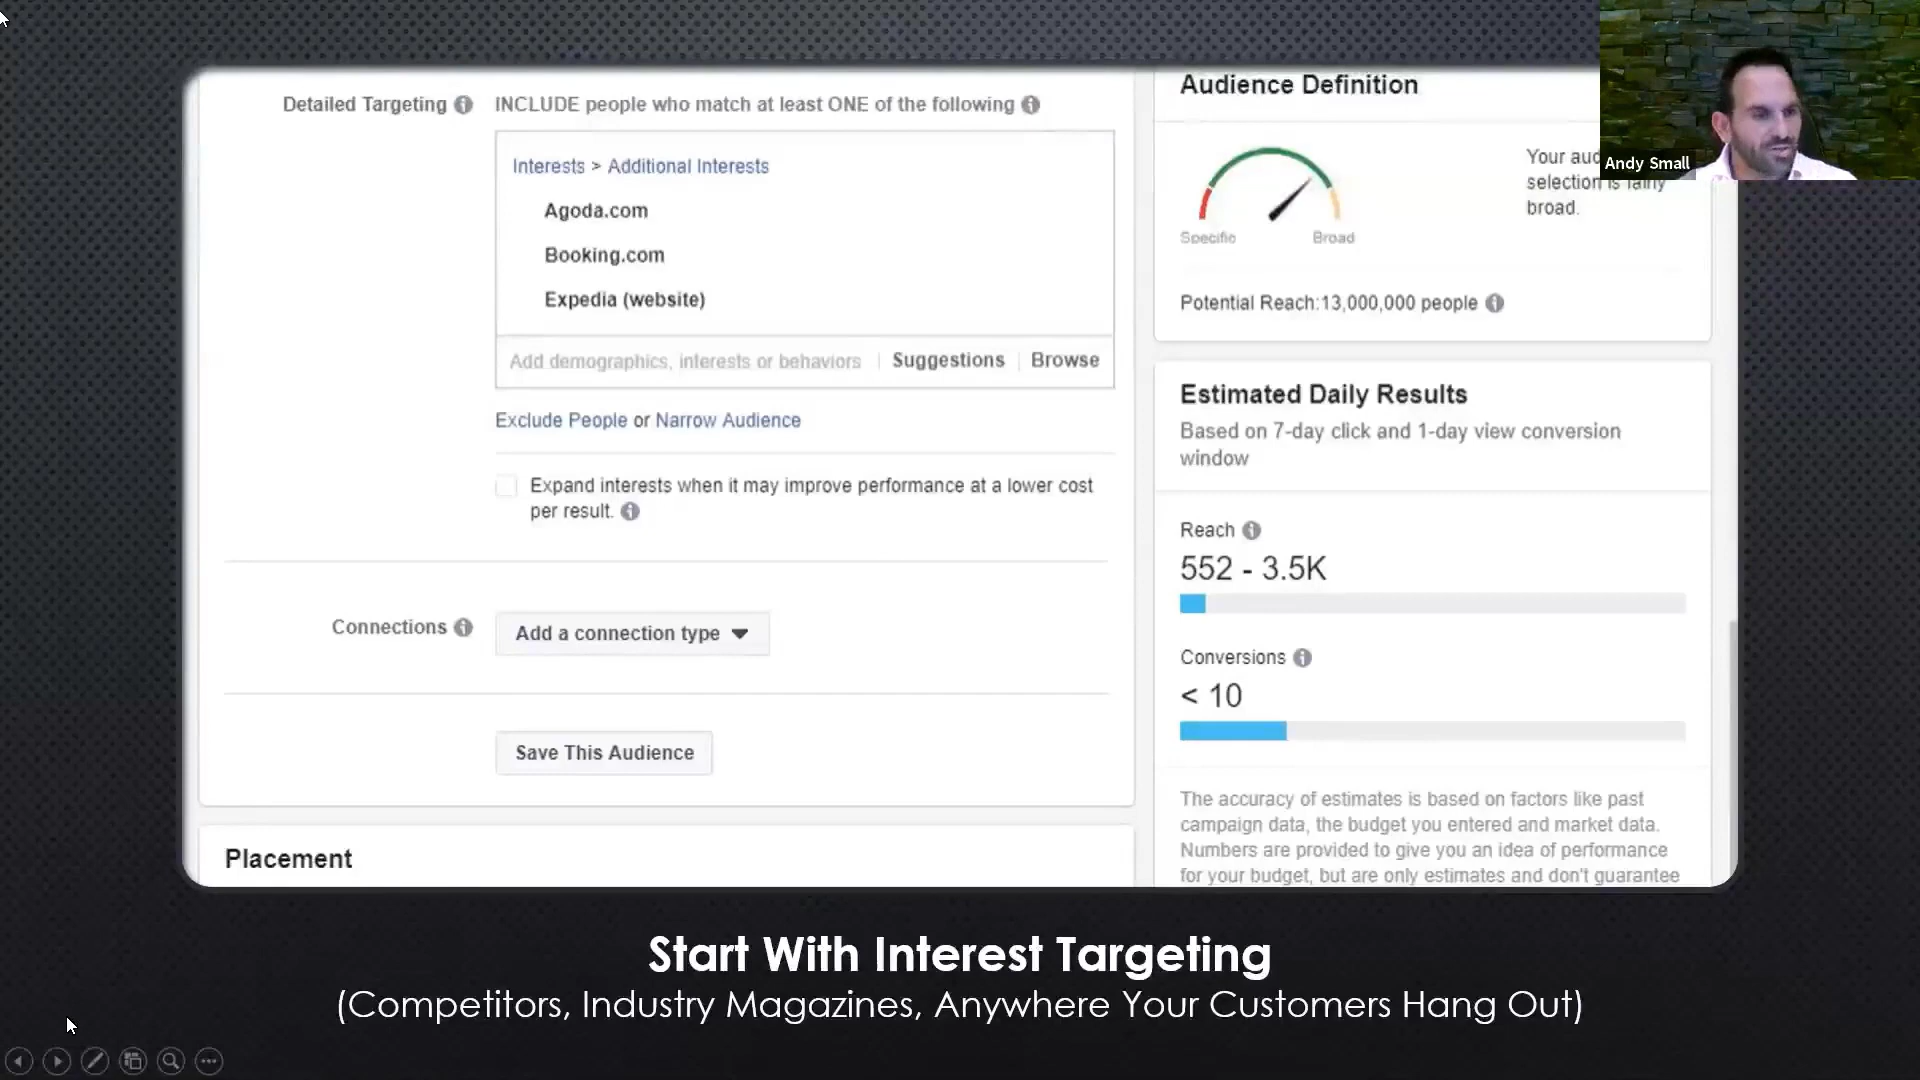 Detailed Targeting
INCLUDE people who match at least ONE of the following
Interests > Additional Interests
Agoda.com
Booking.com
Expedia (website)
Add demographics, interests or behaviors
Suggestions
Browse
Exclude People or Narrow Audience
Expand interests when it may improve performance at a lower cost
per result.
Connections
Add a connection type
Save This Audience
Placement
Audience Definition
Specific
Broad
Your
selection is fairly
broad.
Potential Reach:13,000,000 people
Estimated Daily Results
Based on 7-day click and 1-day view conversion
window
Reach
552 - 3.5K
Conversions
< 10
The accuracy of estimates is based on factors like past
campaign data, the budget you entered and market data.
Numbers are provided to give you an idea of performance
for your budget, but are only estimates and don't guarantee
Andy Small
Start With Interest Targeting
(Competitors, Industry Magazines, Anywhere Your Customers Hang Out)